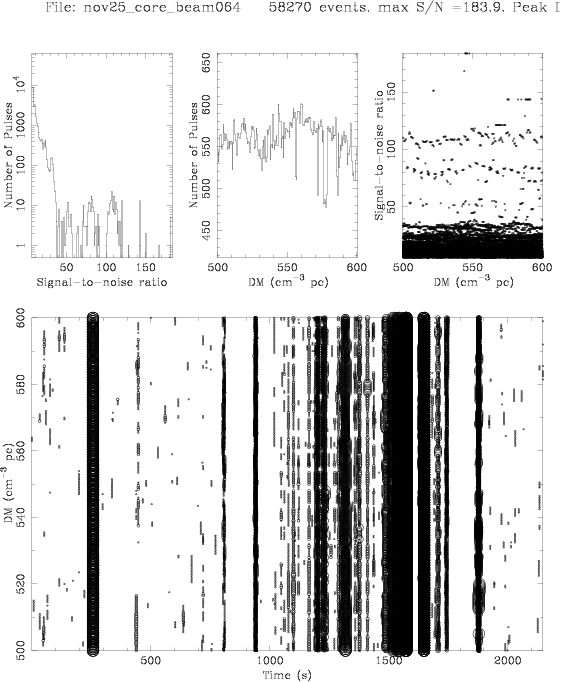 File: nov25_core_beam064 58270 events. max S/N =183.9. Peak
10⁴
1000
100
10
1
Number of Pulses
50 100 150
Signal-to-noise ratio
650
600
550
500
450
Number of Pulses
500 550 600
DM (cm⁻³ pc)
150
100
50
Signal-to-noise ratio
500 550 600
DM (cm⁻³ pc)
600
580
560
540
520
500
DM (cm⁻³ pc)
500 1000 1500 2000
Time (s)